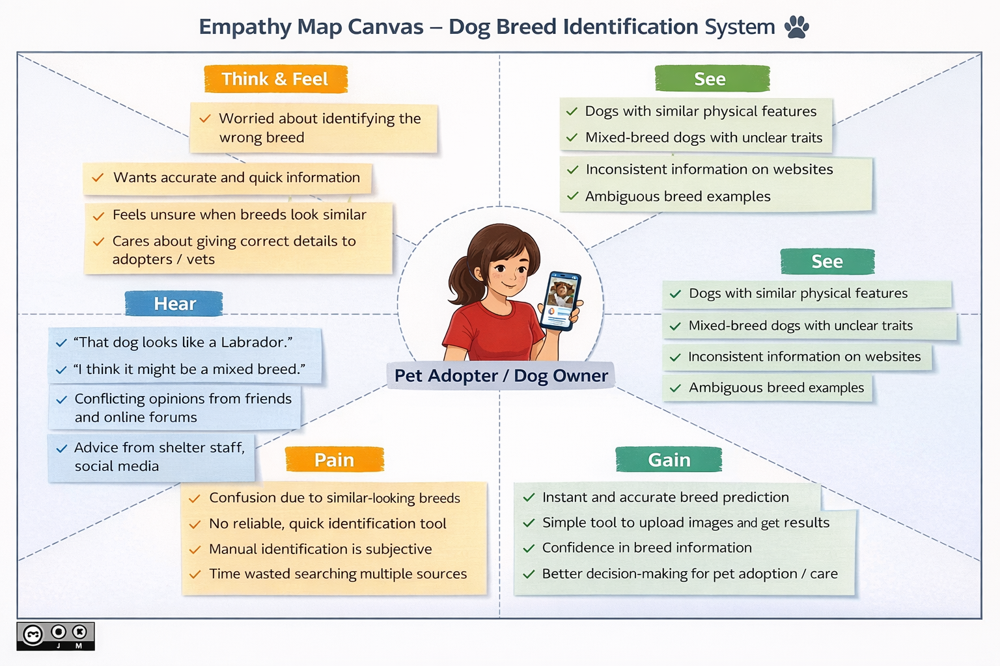 Empathy Map Canvas – Dog Breed Identification System
Think & Feel
Worried about identifying the
wrong breed
Wants accurate and quick information
Feels unsure when breeds look similar
Cares about giving correct details to
adopters / vets
See
Dogs with similar physical features
Mixed-breed dogs with unclear traits
Inconsistent information on websites
Ambiguous breed examples
See
Dogs with similar physical features
Mixed-breed dogs with unclear traits
Inconsistent information on websites
Ambiguous breed examples
Hear
“That dog looks like a Labrador.”
“I think it might be a mixed breed.”
Conflicting opinions from friends
and online forums
Advice from shelter staff,
social media
Pet Adopter / Dog Owner
Pain
Confusion due to similar-looking breeds
No reliable, quick identification tool
Manual identification is subjective
Time wasted searching multiple sources
Gain
Instant and accurate breed prediction
Simple tool to upload images and get results
Confidence in breed information
Better decision-making for pet adoption / care
J M